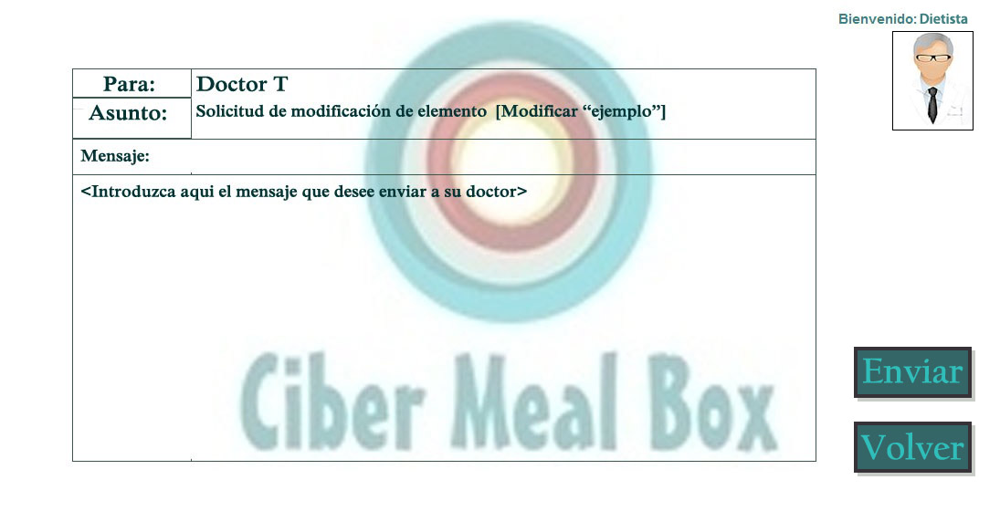 Bienvenido: Dietista
Para: Doctor T
Asunto: Solicitud de modificación de elemento [Modificar “ejemplo”]
Mensaje:
<Introduzca aqui el mensaje que desee enviar a su doctor>
Ciber Meal Box
Enviar
Volver